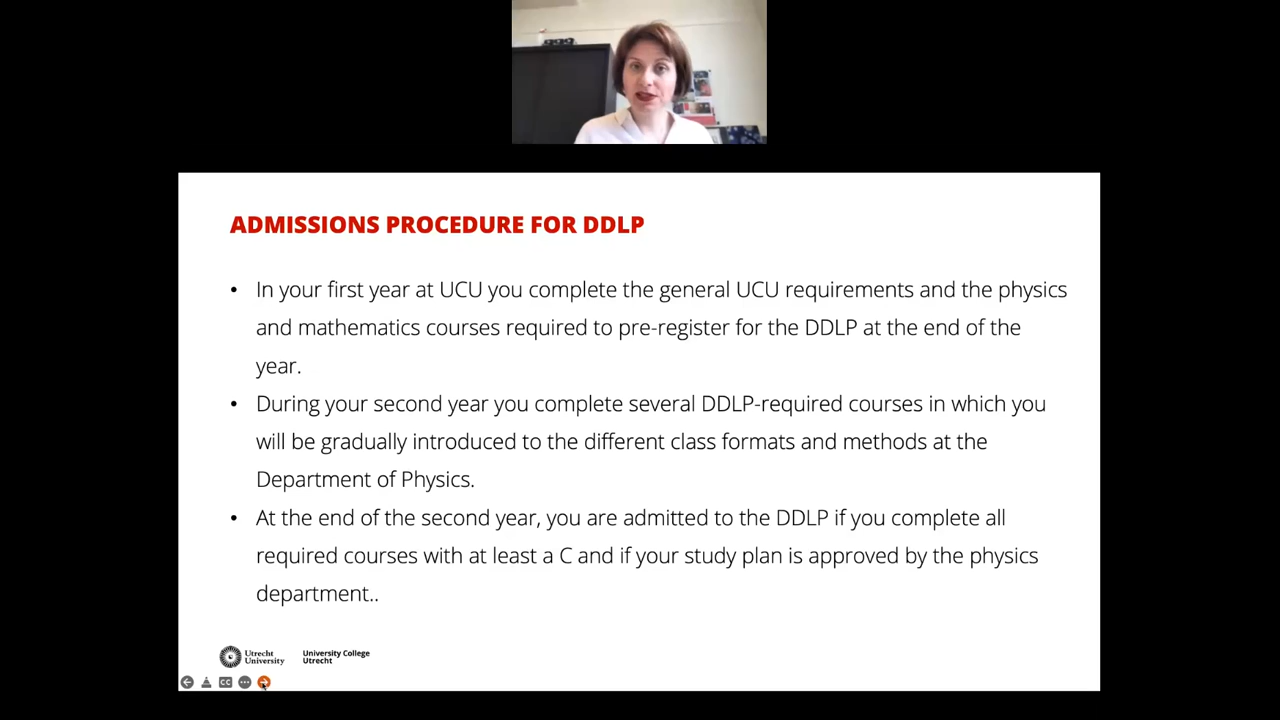 ADMISSIONS PROCEDURE FOR DDLP
• In your first year at UCU you complete the general UCU requirements and the physics
and mathematics courses required to pre-register for the DDLP at the end of the
year.
• During your second year you complete several DDLP-required courses in which you
will be gradually introduced to the different class formats and methods at the
Department of Physics.
• At the end of the second year, you are admitted to the DDLP if you complete all
required courses with at least a C and if your study plan is approved by the physics
department..
Utrecht
University
University College
Utrecht
CC